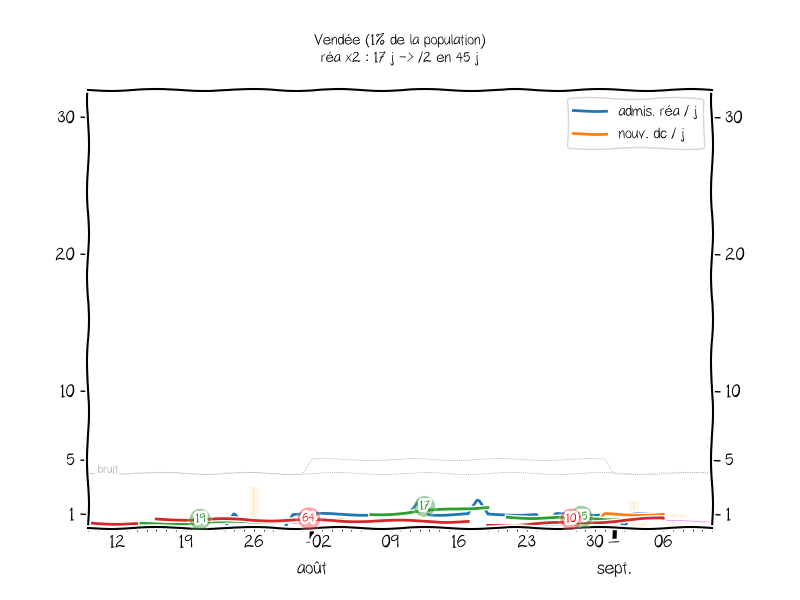 Vendée (1% de la population)
réa x2 : 17 j -> /2 en 45 j
admis. réa / j
nouv. dc / j
30 30
20 20
10 10
5 5
bruit
1 1
19 64 17 10 5
12 19 26 02 09 16 23 30 06
août sept.